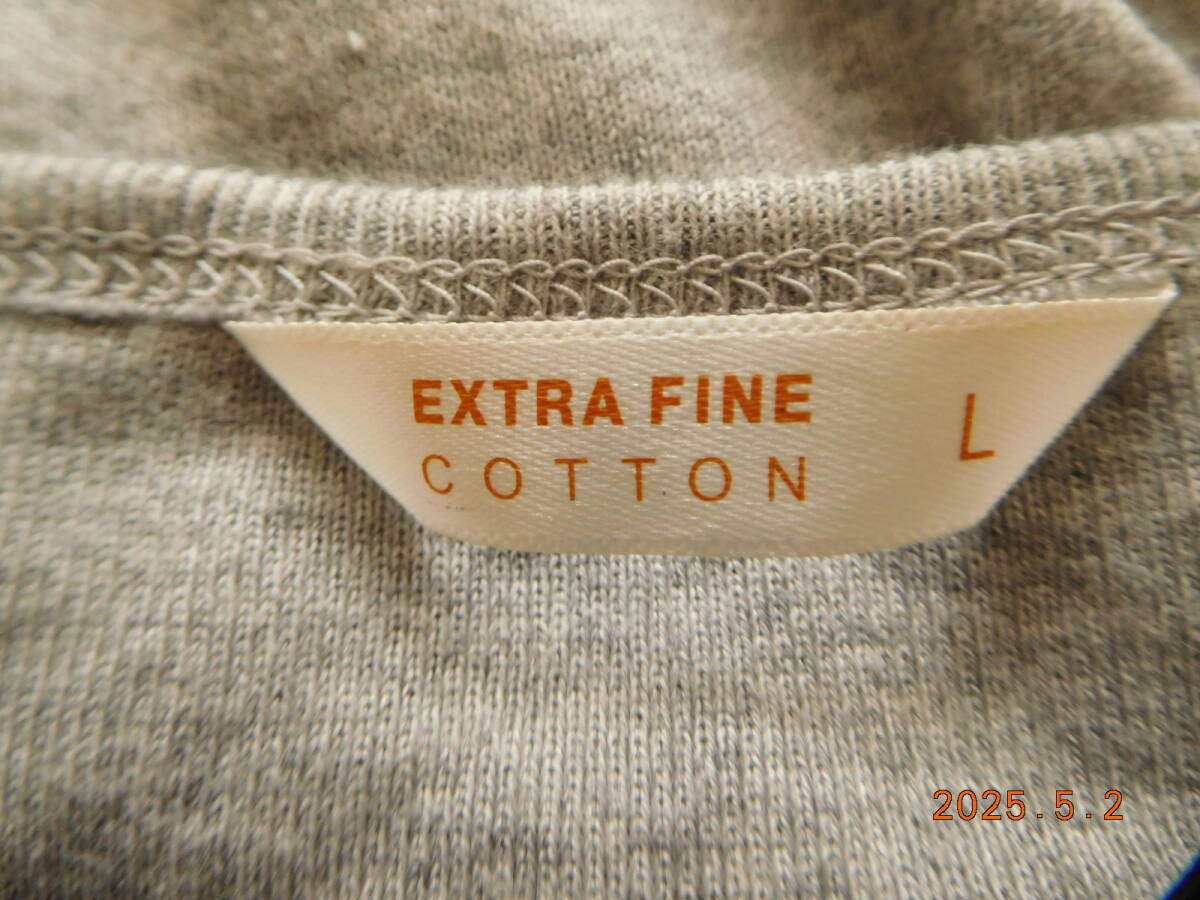 EXTRA FINE
COTTON
L
2025.5.2